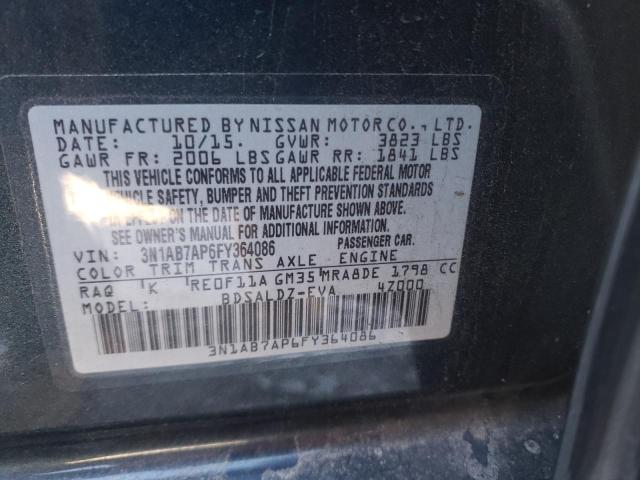 MANUFACTURED BY NISSAN MOTOR CO., LTD.
DATE: 10/15. GVWR: 3823 LBS
GAWR FR: 2006 LBS GAWR RR: 1841 LBS
THIS VEHICLE CONFORMS TO ALL APPLICABLE FEDERAL MOTOR
VEHICLE SAFETY, BUMPER AND THEFT PREVENTION STANDARDS
IN EFFECT ON THE DATE OF MANUFACTURE SHOWN ABOVE.
SEE OWNER'S MANUAL FOR ADDITIONAL INFORMATION.
VIN: 3N1AB7AP6FY364086 PASSENGER CAR.
COLOR TRIM TRANS AXLE ENGINE
RAQ K RE0F11A GM35 MRA8DE 1798 CC
MODEL: BDSALDZ-EVA 4Z000
3N1AB7AP6FY364086